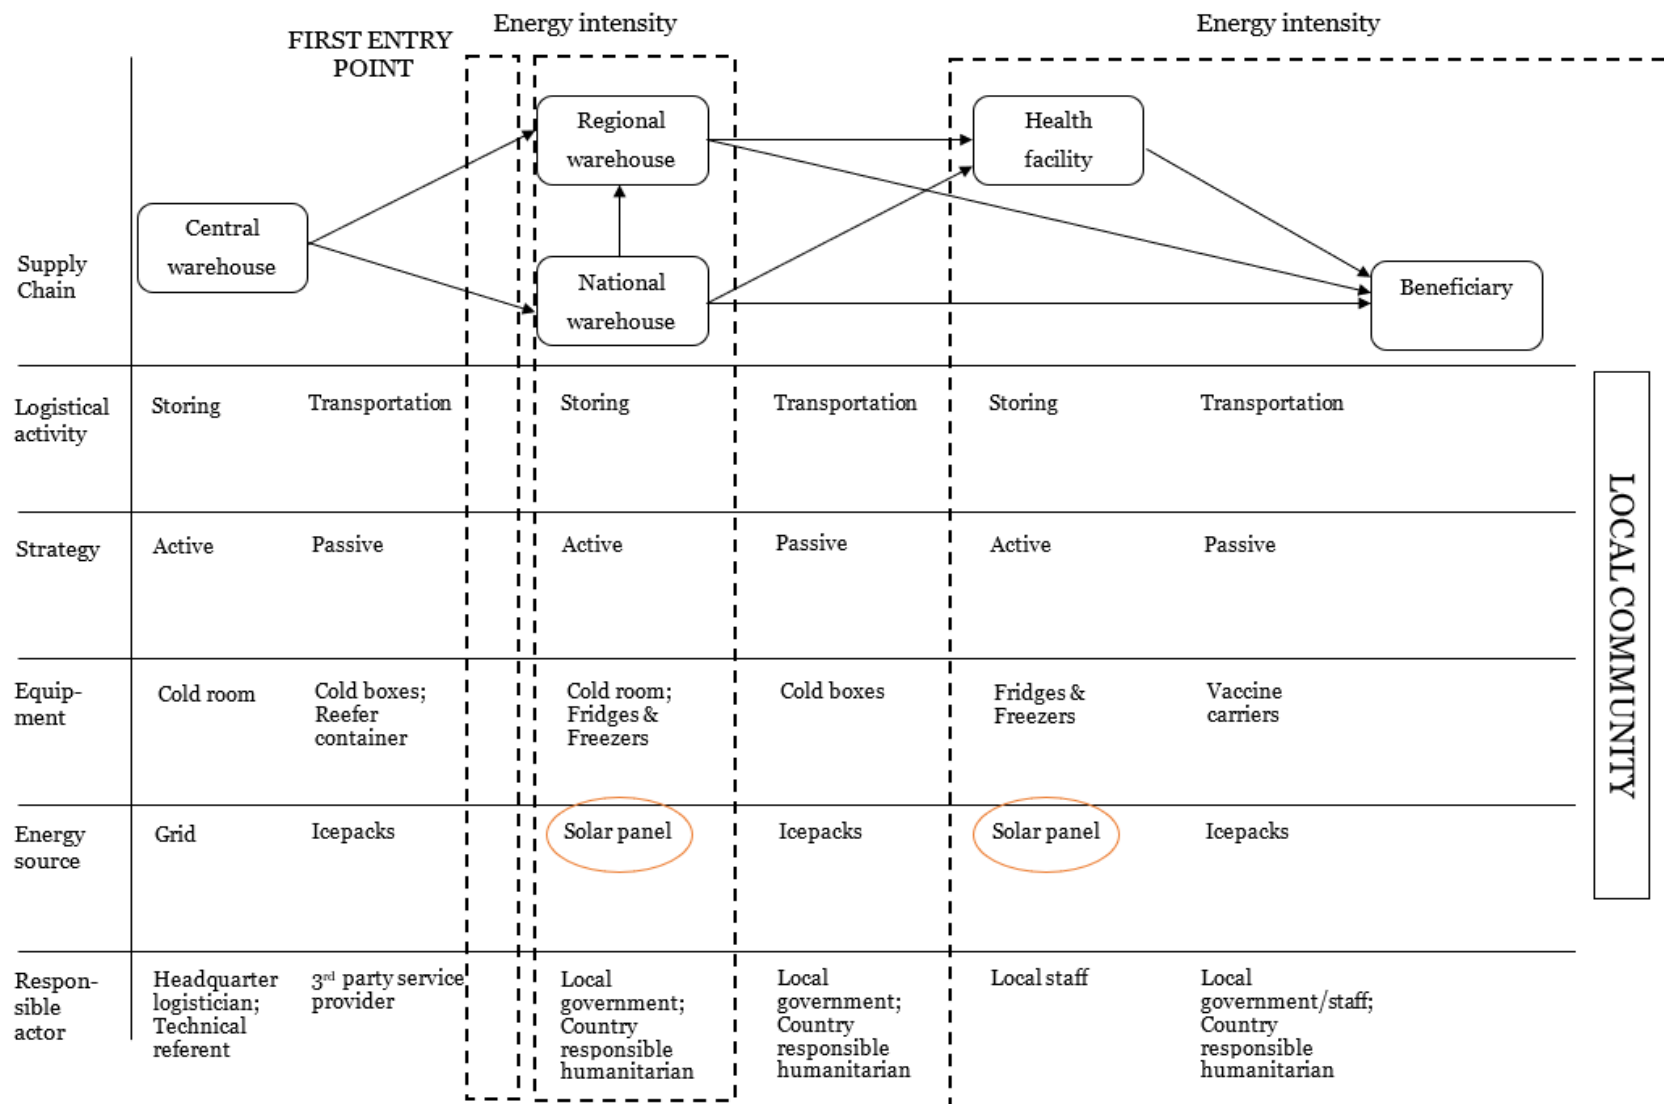 Energy intensity
Energy intensity
FIRST ENTRY
POINT
Regional
warehouse
Health
facility
Central
warehouse
Supply
Chain
National
warehouse
Beneficiary
Logistical
activity
Storing
Transportation
Storing
Transportation
Storing
Transportation
Strategy
Active
Passive
Active
Passive
Active
Passive
Equip-
ment
Cold room
Cold boxes;
Reefer
container
Cold room;
Fridges &
Freezers
Cold boxes
Fridges &
Freezers
Vaccine
carriers
Energy
source
Grid
Icepacks
Solar panel
Icepacks
Solar panel
Icepacks
Respon-
sible
actor
Headquarter
logistician;
Technical
referent
3rd party service
provider
Local
government;
Country
responsible
humanitarian
Local
government;
Country
responsible
humanitarian
Local staff
Local
government/staff;
Country
responsible
humanitarian
LOCAL COMMUNITY